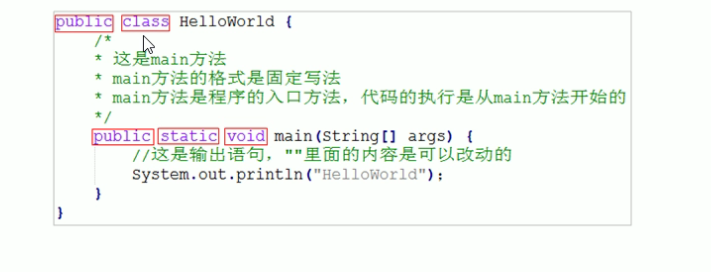 public class HelloWorld {
/*
* 这是main方法
* main方法的格式是固定写法
* main方法是程序的入口方法，代码的执行是从main方法开始的
*/
public static void main(String[] args) {
//这是输出语句，""里面的内容是可以改动的
System.out.println("HelloWorld");
}
}